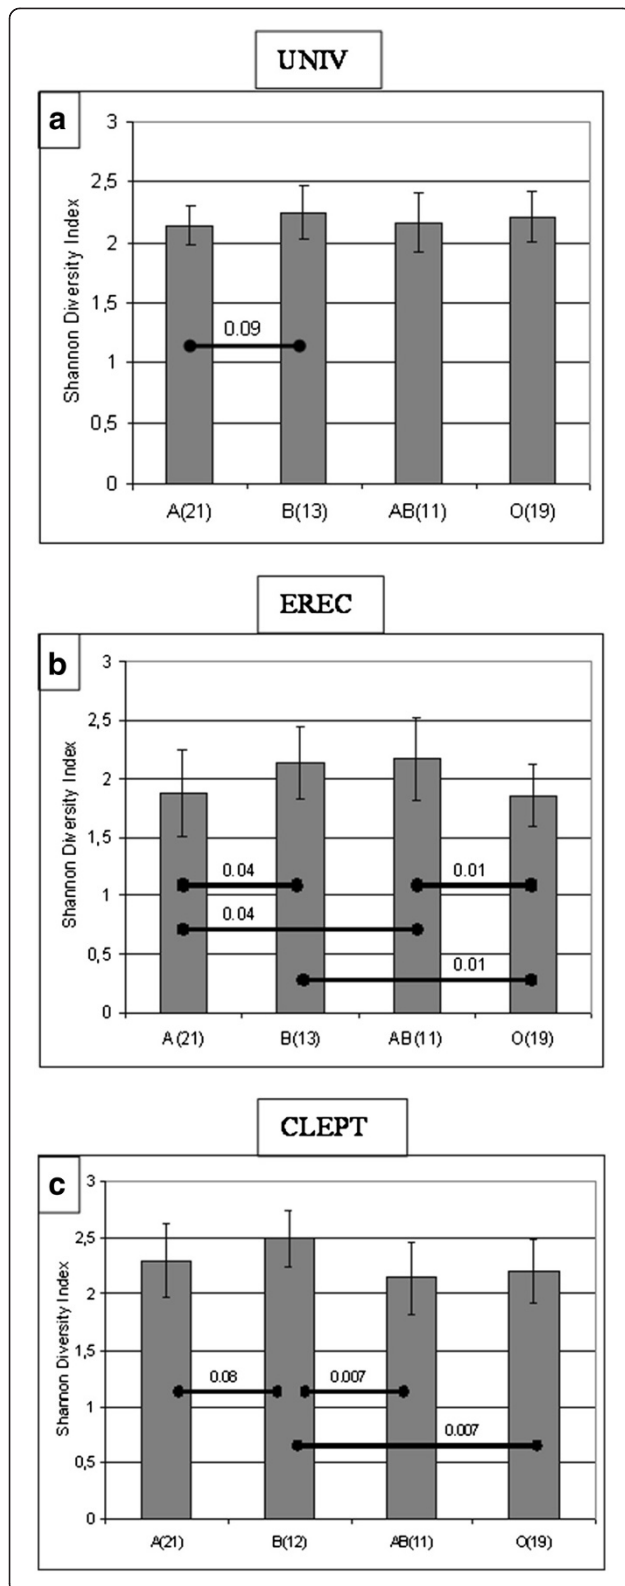 UNIV
a
Shannon Diversity Index
3
2,5
2
1,5
1
0,5
0
0.09
A(21) B(13) AB(11) O(19)
EREC
b
Shannon Diversity Index
3
2,5
2
1,5
1
0,5
0
0.04 0.01
0.04
0.01
A(21) B(13) AB(11) O(19)
CLEPT
c
Shannon Diversity Index
3
2,5
2
1,5
1
0,5
0
0.08 0.007
0.007
A(21) B(12) AB(11) O(19)